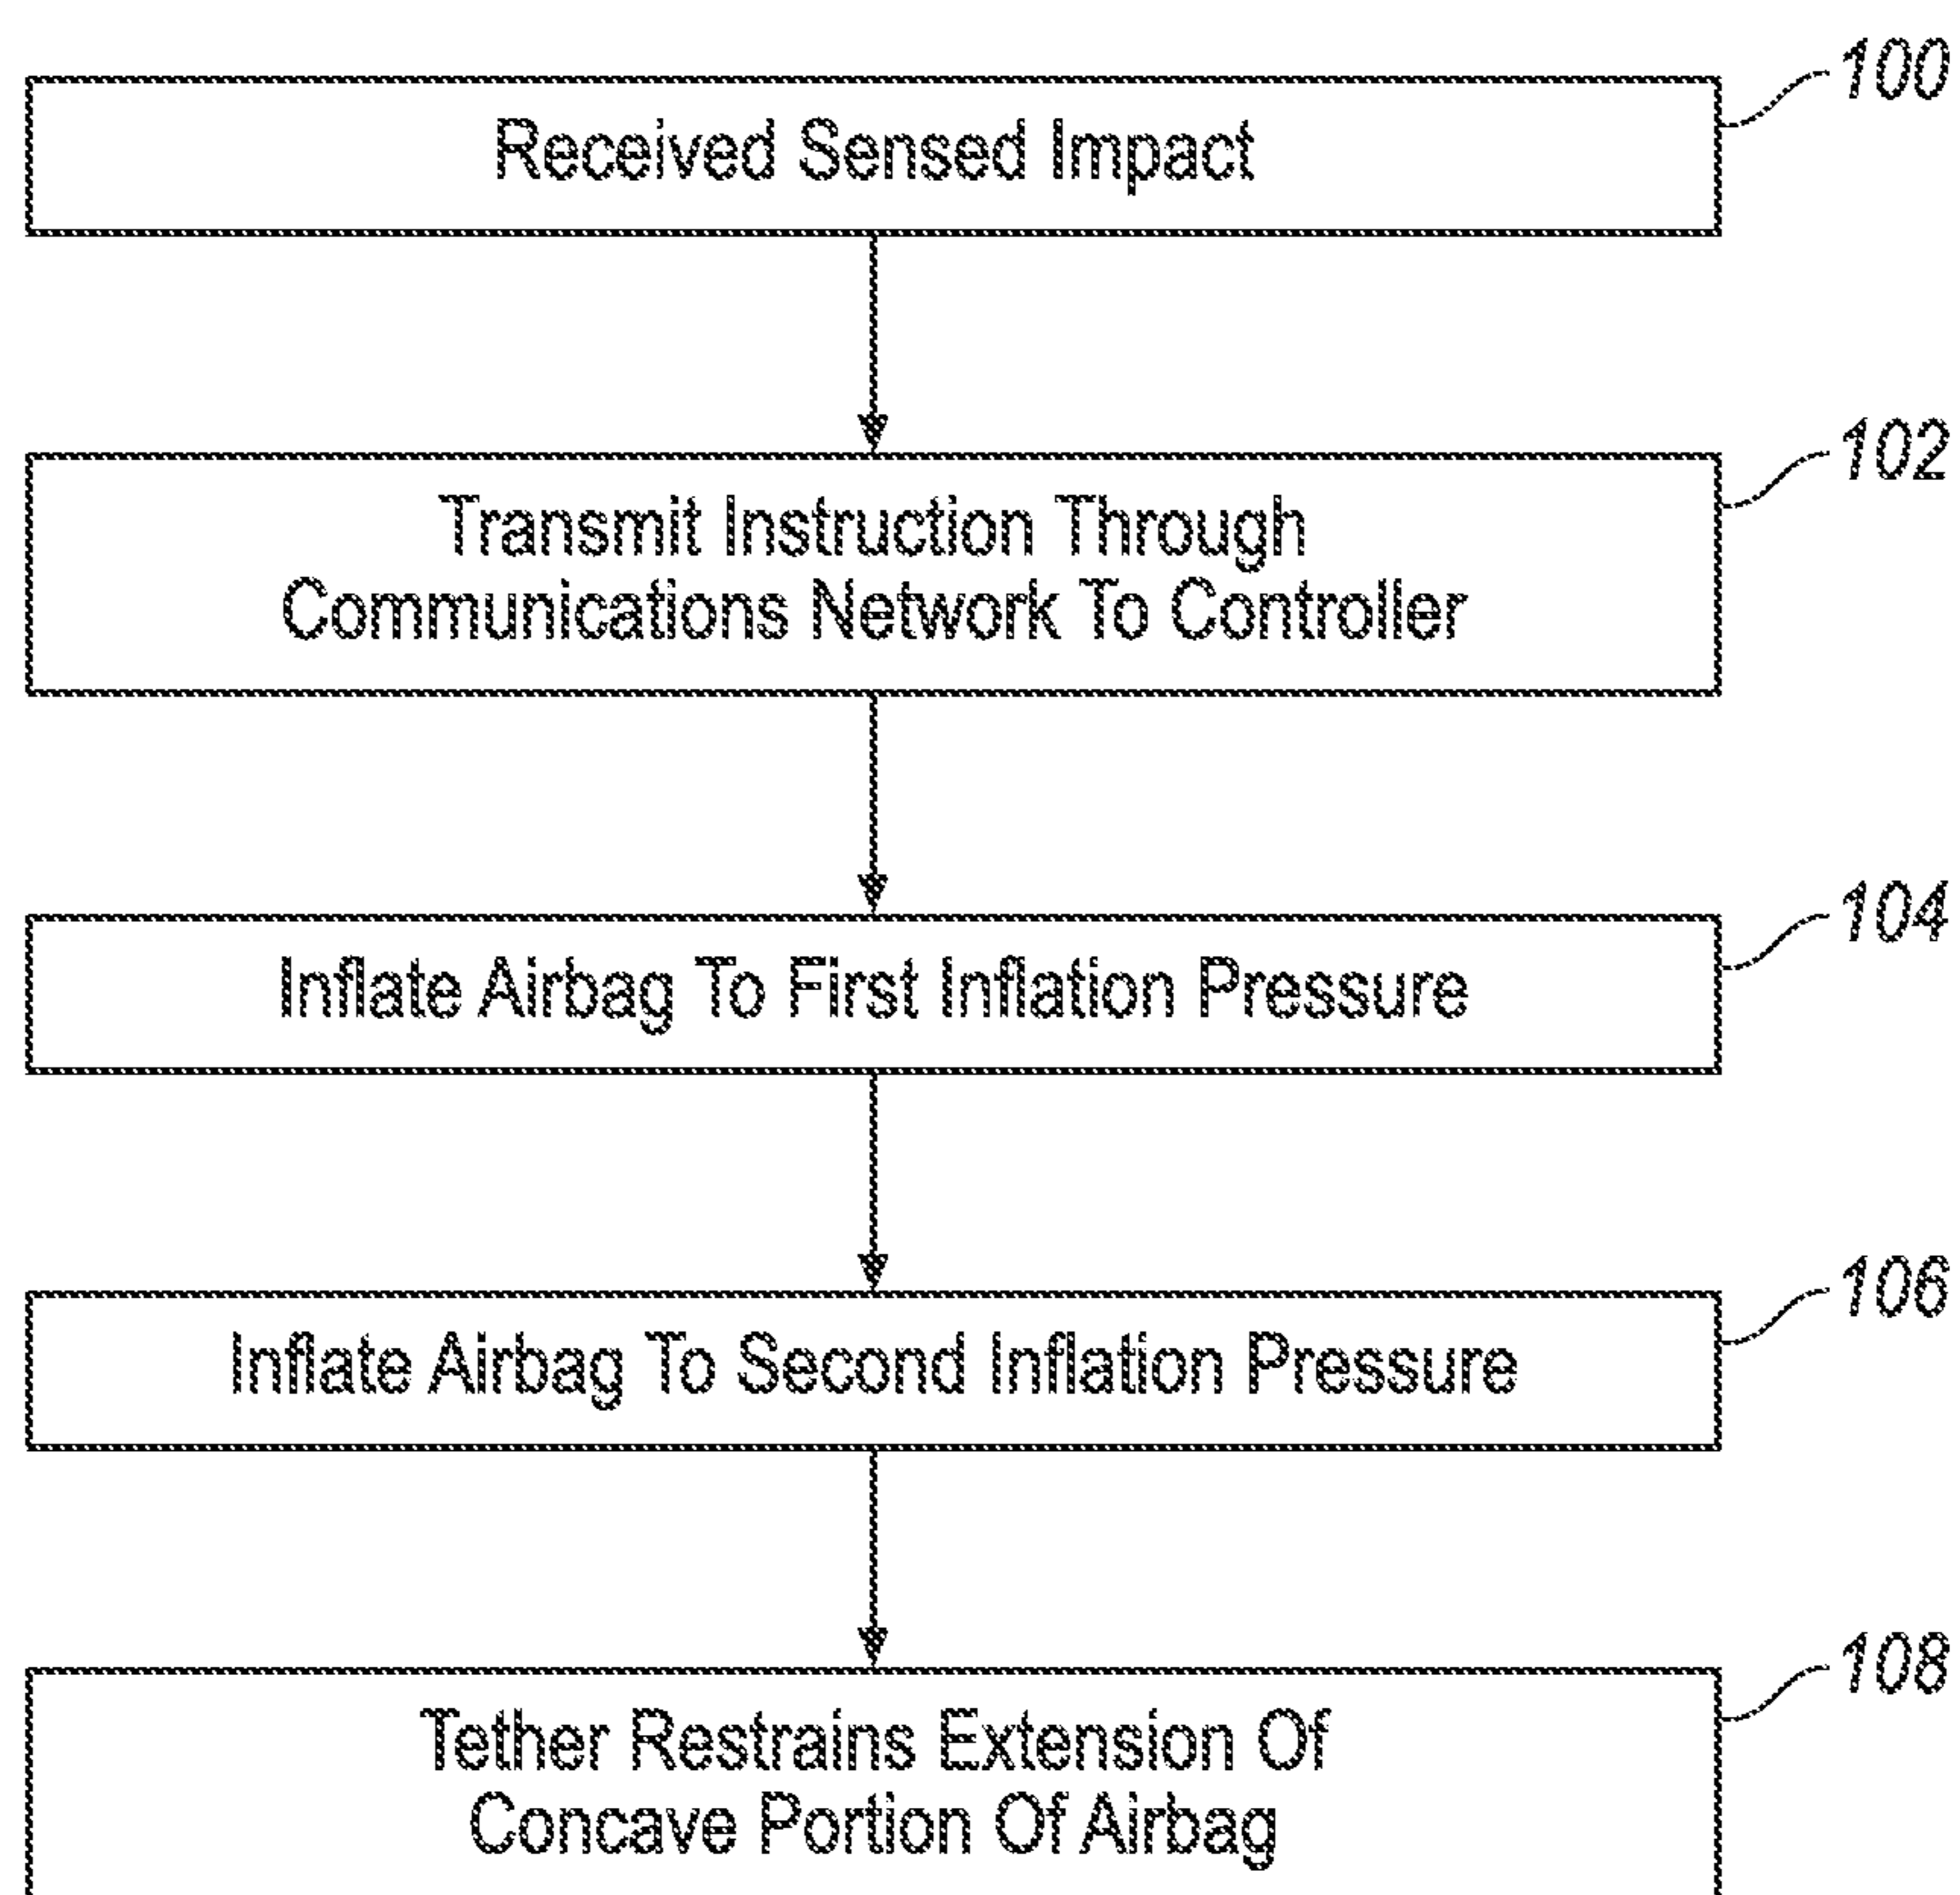 100
Received Sensed Impact
102
Transmit Instruction Through
Communications Network To Controller
104
Inflate Airbag To First Inflation Pressure
106
Inflate Airbag To Second Inflation Pressure
108
Tether Restrains Extension Of
Concave Portion Of Airbag